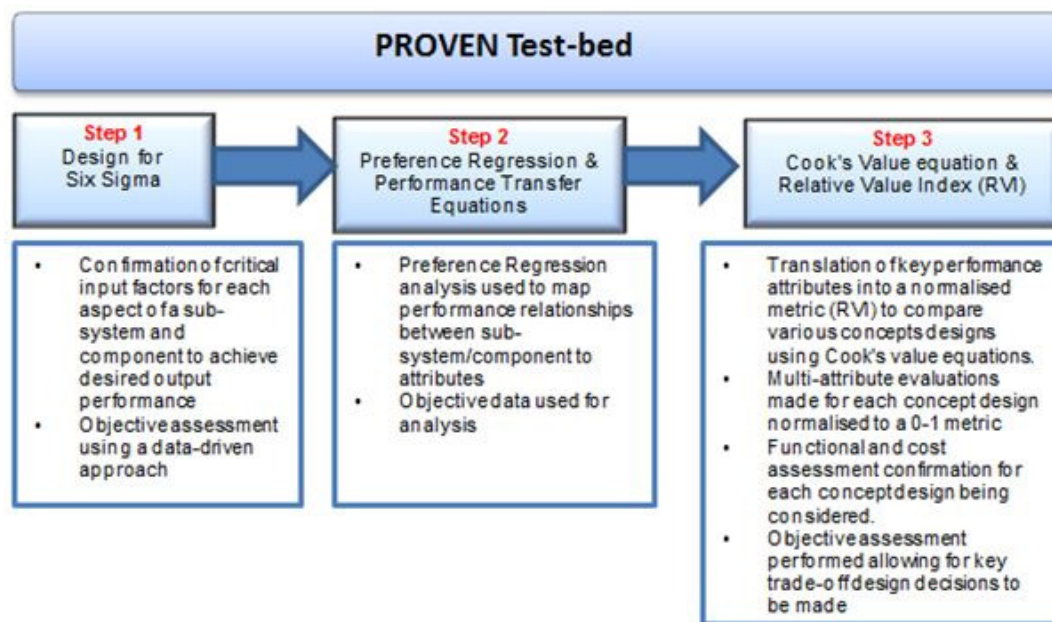 PROVEN Test-bed
Step 1
Design for
Six Sigma
Step 2
Preference Regression &
Performance Transfer
Equations
Step 3
Cook's Value equation &
Relative Value Index (RVI)
• Confirmation of critical
input factors for each
aspect of a sub-
system and
component to achieve
desired output
performance
• Objective assessment
using a data-driven
approach
• Preference Regression
analysis used to map
performance relationships
between sub-
system/component to
attributes
• Objective data used for
analysis
• Translation of key performance
attributes into a normalised
metric (RVI) to compare
various concepts designs
using Cook's value equations.
• Multi-attribute evaluations
made for each concept design
normalised to a 0-1 metric
• Functional and cost
assessment confirmation for
each concept design being
considered.
• Objective assessment
performed allowing for key
trade-off design decisions to
be made